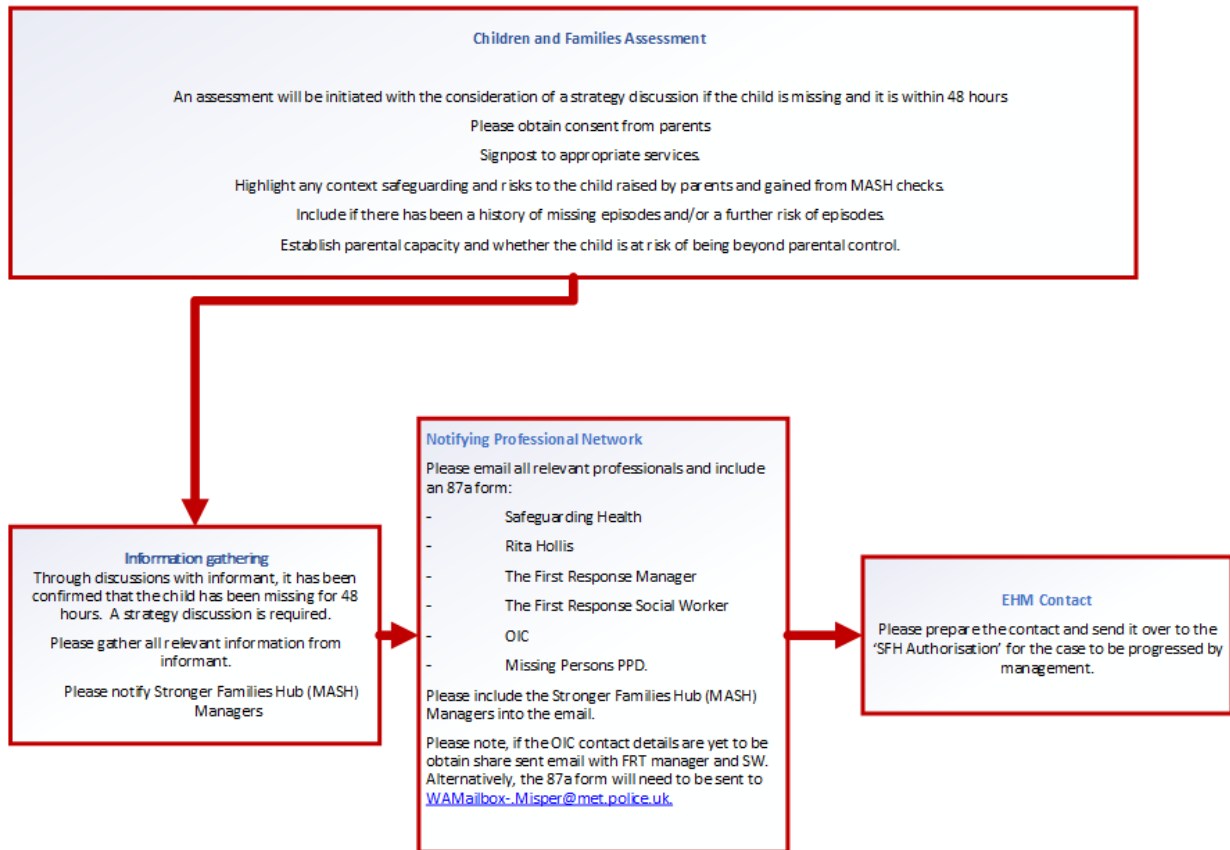 Children and Families Assessment
An assessment will be initiated with the consideration of a strategy discussion if the child is missing and it is within 48 hours
Please obtain consent from parents
Signpost to appropriate services.
Highlight any context safeguarding and risks to the child raised by parents and gained from MASH checks.
Include if there has been a history of missing episodes and/or a further risk of episodes.
Establish parental capacity and whether the child is at risk of being beyond parental control.
Information gathering
Through discussions with informant, it has been
confirmed that the child has been missing for 48
hours. A strategy discussion is required.
Please gather all relevant information from
informant.
Please notify Stronger Families Hub (MASH)
Managers
Notifying Professional Network
Please email all relevant professionals and include
an 87a form:
- Safeguarding Health
- Rita Hollis
- The First Response Manager
- The First Response Social Worker
- OIC
- Missing Persons PPD.
Please include the Stronger Families Hub (MASH)
Managers into the email.
Please note, if the OIC contact details are yet to be
obtain share sent email with FRT manager and SW.
Alternatively, the 87a form will need to be sent to
WAMailbox-.Misper@met.police.uk.
EHM Contact
Please prepare the contact and send it over to the
‘SFH Authorisation’ for the case to be progressed by
management.